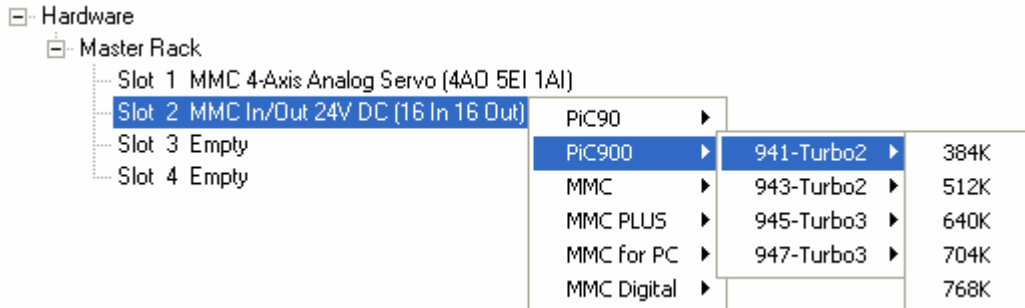 Hardware
Master Rack
Slot 1 MMC 4-Axis Analog Servo (4AO 5EI 1AI)
Slot 2 MMC In/Out 24V DC (16 In 16 Out)
Slot 3 Empty
Slot 4 Empty
PiC90
PiC900
MMC
MMC PLUS
MMC for PC
MMC Digital
941-Turbo2
943-Turbo2
945-Turbo3
947-Turbo3
384K
512K
640K
704K
768K